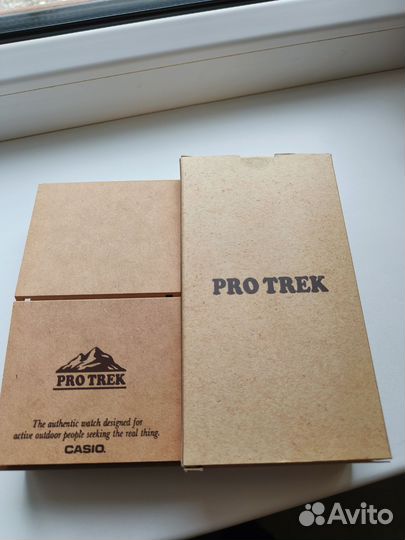 PRO TREK
The authentic watch designed for
active outdoor people seeking the real thing.
CASIO
PRO TREK
Avito